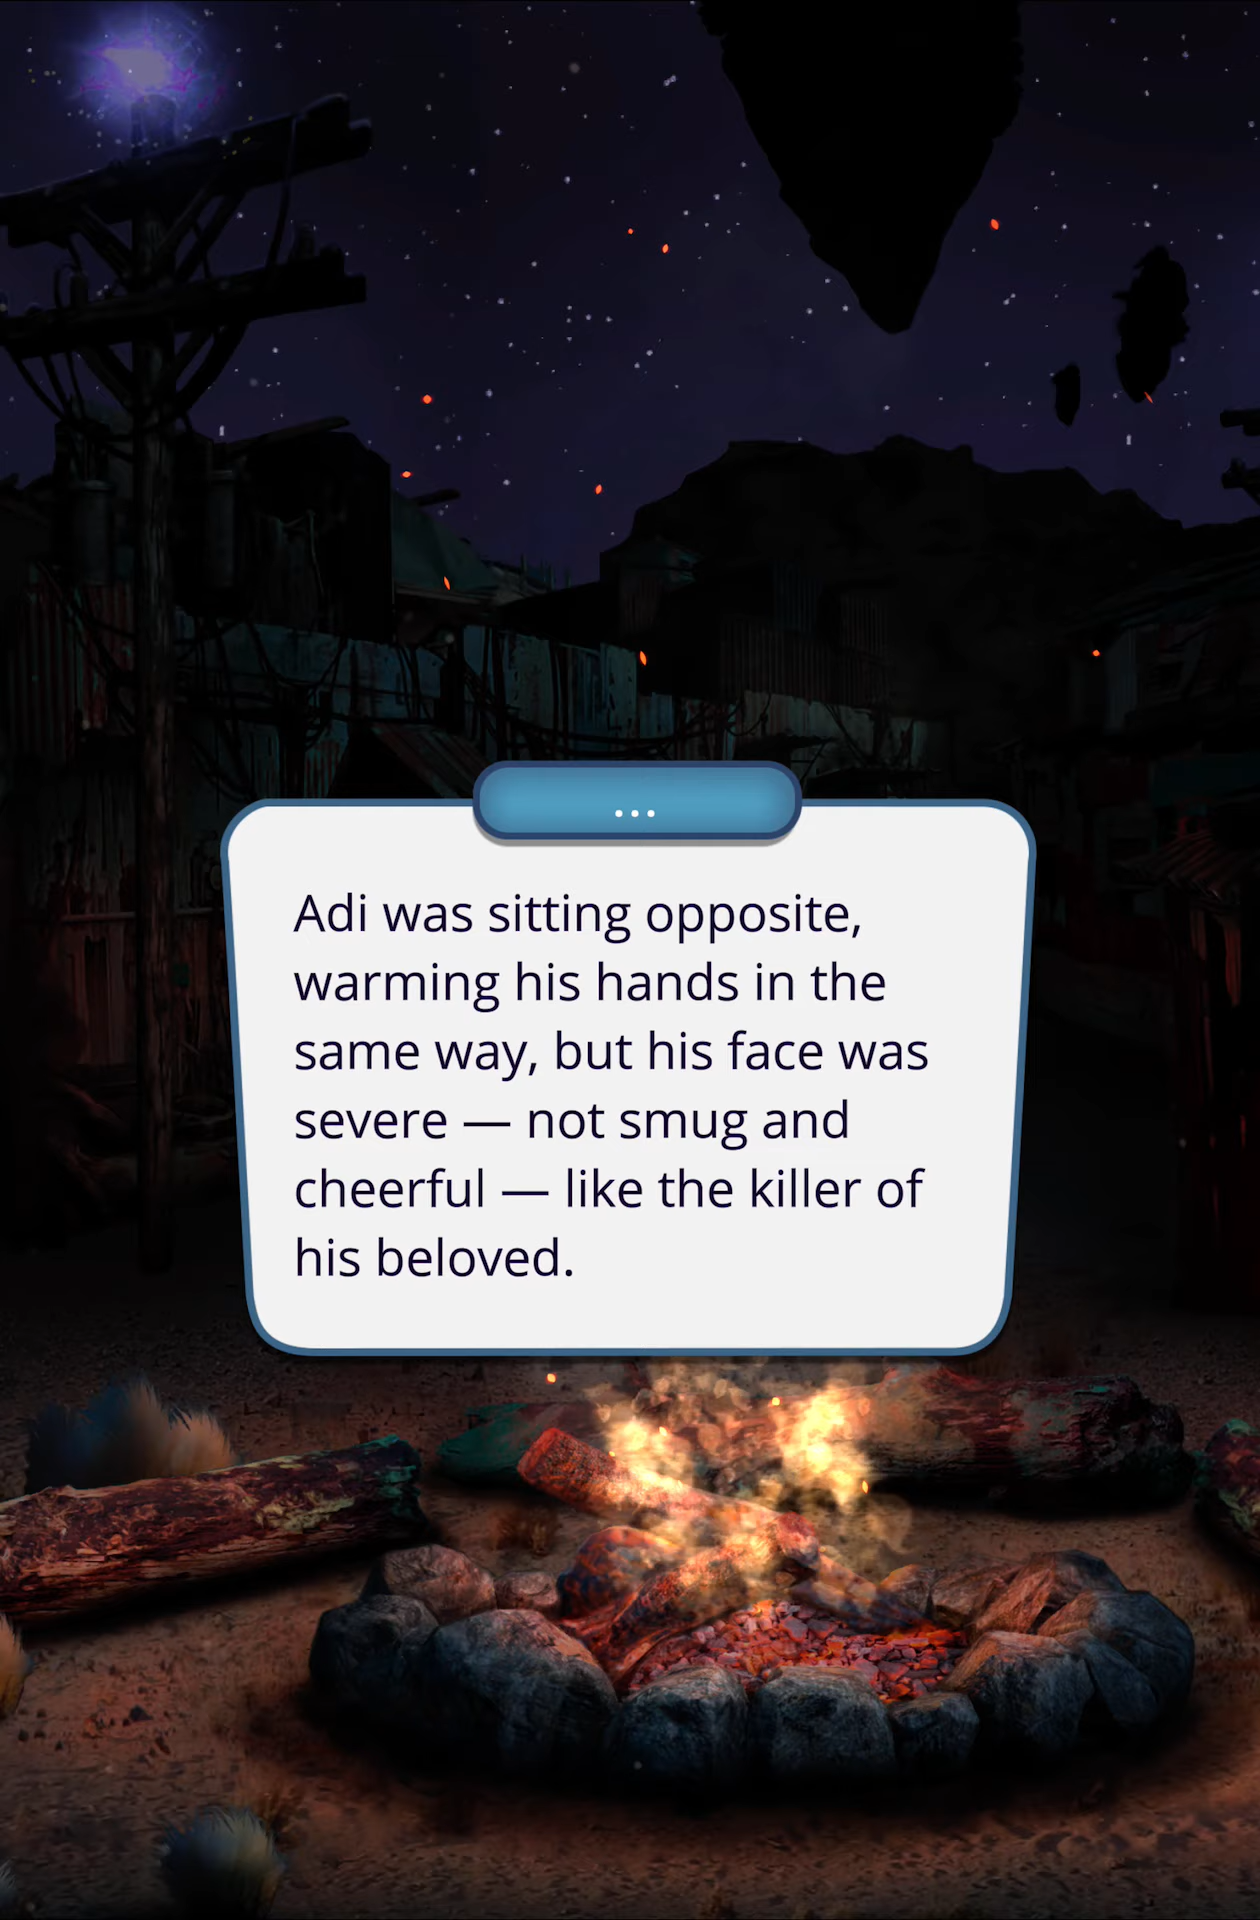 ...
Adi was sitting opposite,
warming his hands in the
same way, but his face was
severe — not smug and
cheerful — like the killer of
his beloved.